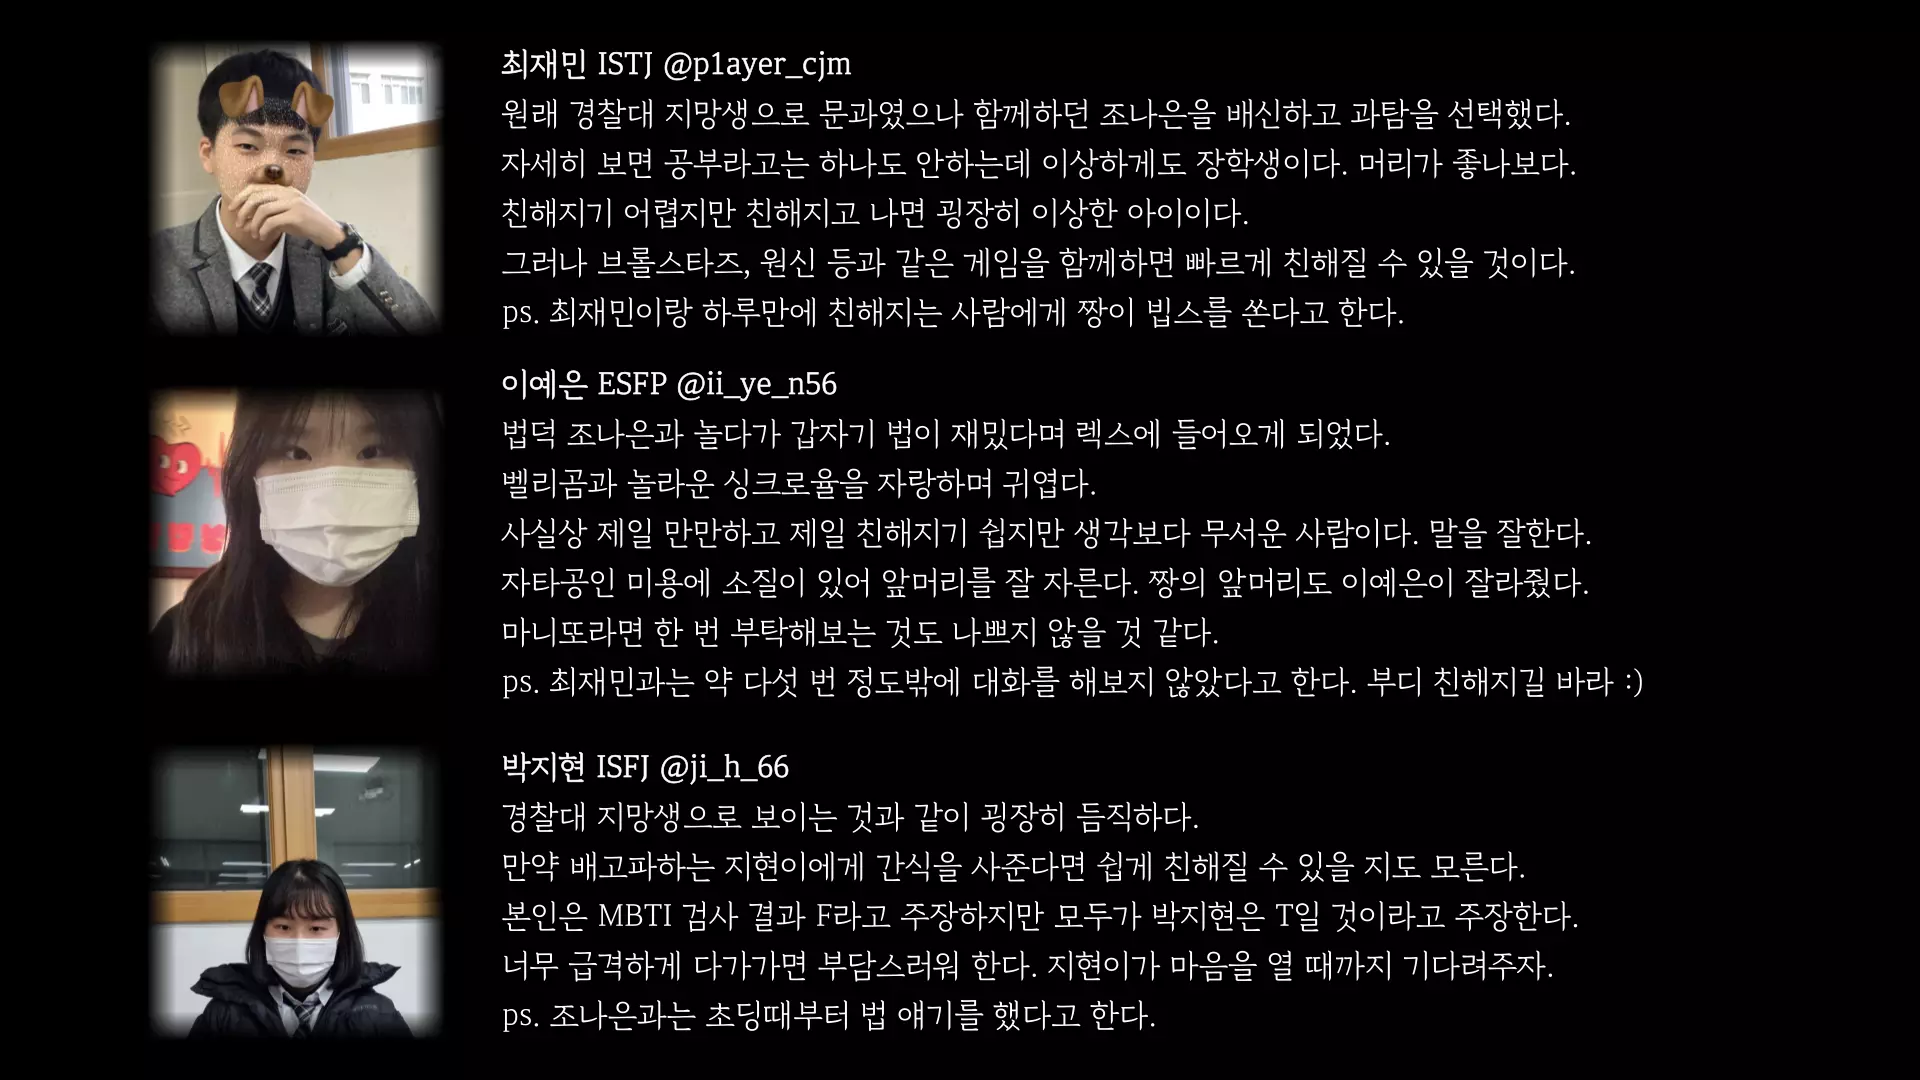 최재민 ISTJ @p1ayer_cjm
원래 경찰대 지망생으로 문과였으나 함께하던 조나은을 배신하고 과탐을 선택했다.
자세히 보면 공부라고는 하나도 안하는데 이상하게도 장학생이다. 머리가 좋나보다.
친해지기 어렵지만 친해지고 나면 굉장히 이상한 아이이다.
그러나 브롤스타즈, 원신 등과 같은 게임을 함께하면 빠르게 친해질 수 있을 것이다.
ps. 최재민이랑 하루만에 친해지는 사람에게 짱이 빕스를 쏜다고 한다.
이예은 ESFP @ii_ye_n56
법덕 조나은과 놀다가 갑자기 법이 재밌다며 렉스에 들어오게 되었다.
벨리곰과 놀라운 싱크로율을 자랑하며 귀엽다.
사실상 제일 만만하고 제일 친해지기 쉽지만 생각보다 무서운 사람이다. 말을 잘한다.
자타공인 미용에 소질이 있어 앞머리를 잘 자른다. 짱의 앞머리도 이예은이 잘라줬다.
마니또라면 한 번 부탁해보는 것도 나쁘지 않을 것 같다.
ps. 최재민과는 약 다섯 번 정도밖에 대화를 해보지 않았다고 한다. 부디 친해지길 바라 :)
박지현 ISFJ @ji_h_66
경찰대 지망생으로 보이는 것과 같이 굉장히 듬직하다.
만약 배고파하는 지현이에게 간식을 사준다면 쉽게 친해질 수 있을 지도 모른다.
본인은 MBTI 검사 결과 F라고 주장하지만 모두가 박지현은 T일 것이라고 주장한다.
너무 급격하게 다가가면 부담스러워 한다. 지현이가 마음을 열 때까지 기다려주자.
ps. 조나은과는 초딩때부터 법 얘기를 했다고 한다.